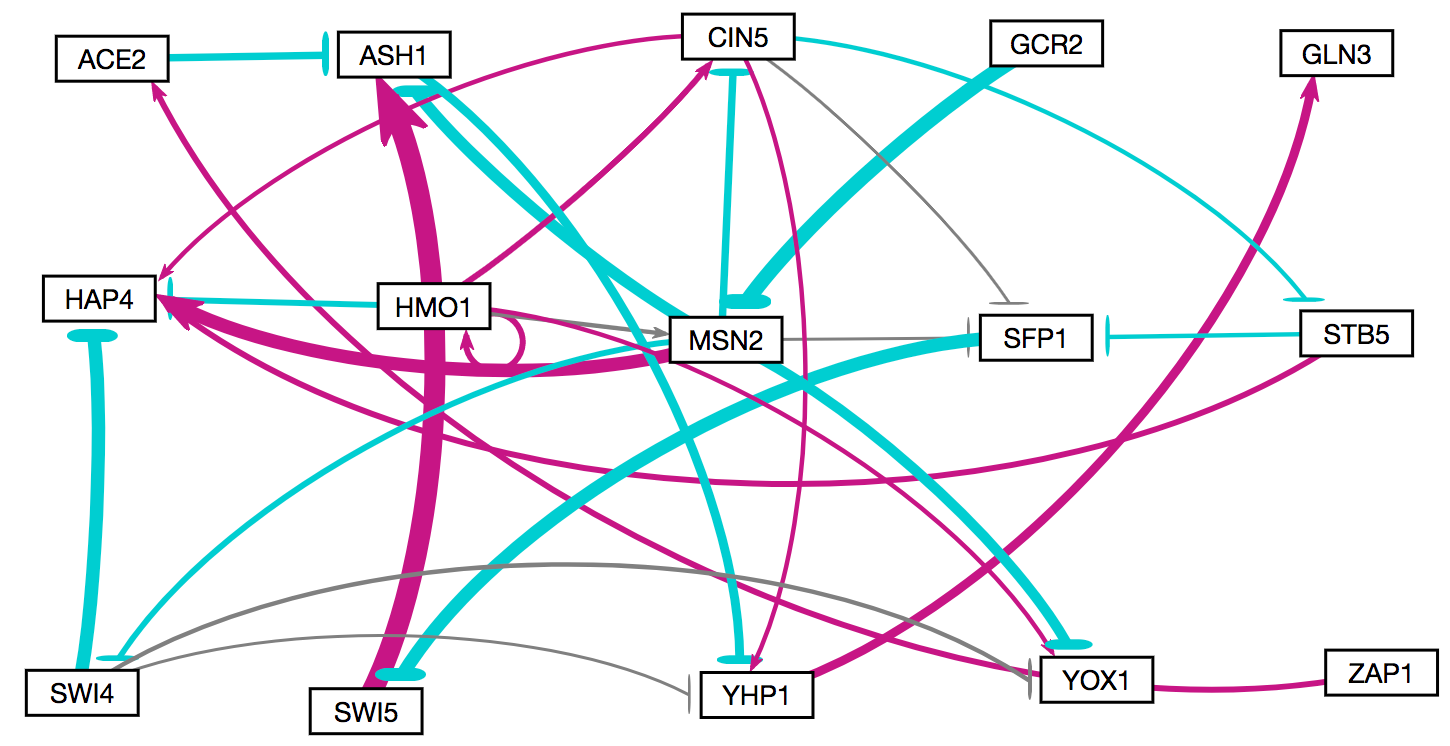 ACE2
ASH1
CIN5
GCR2
GLN3
HAP4
HMO1
MSN2
SFP1
STB5
SWI4
SWI5
YHP1
YOX1
ZAP1